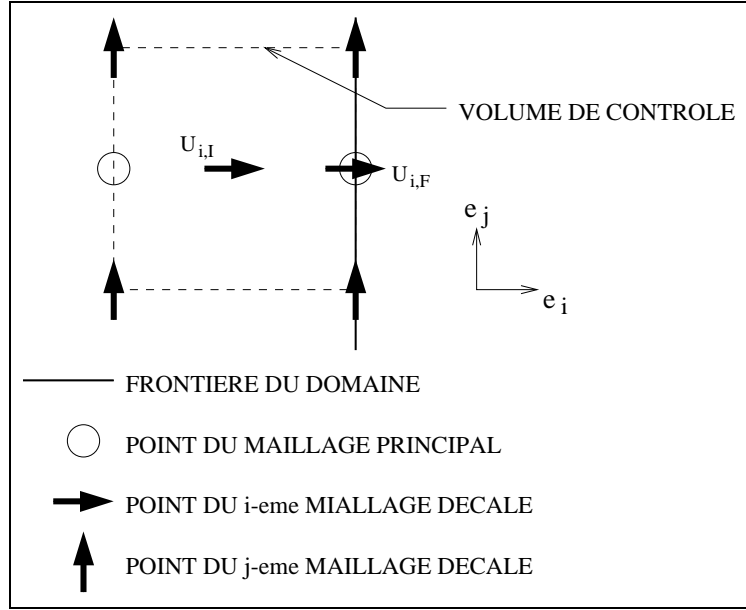 VOLUME DE CONTROLE
U i,I
U i,F
e j
e i
FRONTIERE DU DOMAINE
POINT DU MAILLAGE PRINCIPAL
POINT DU i-eme MIALLAGE DECALE
POINT DU j-eme MAILLAGE DECALE